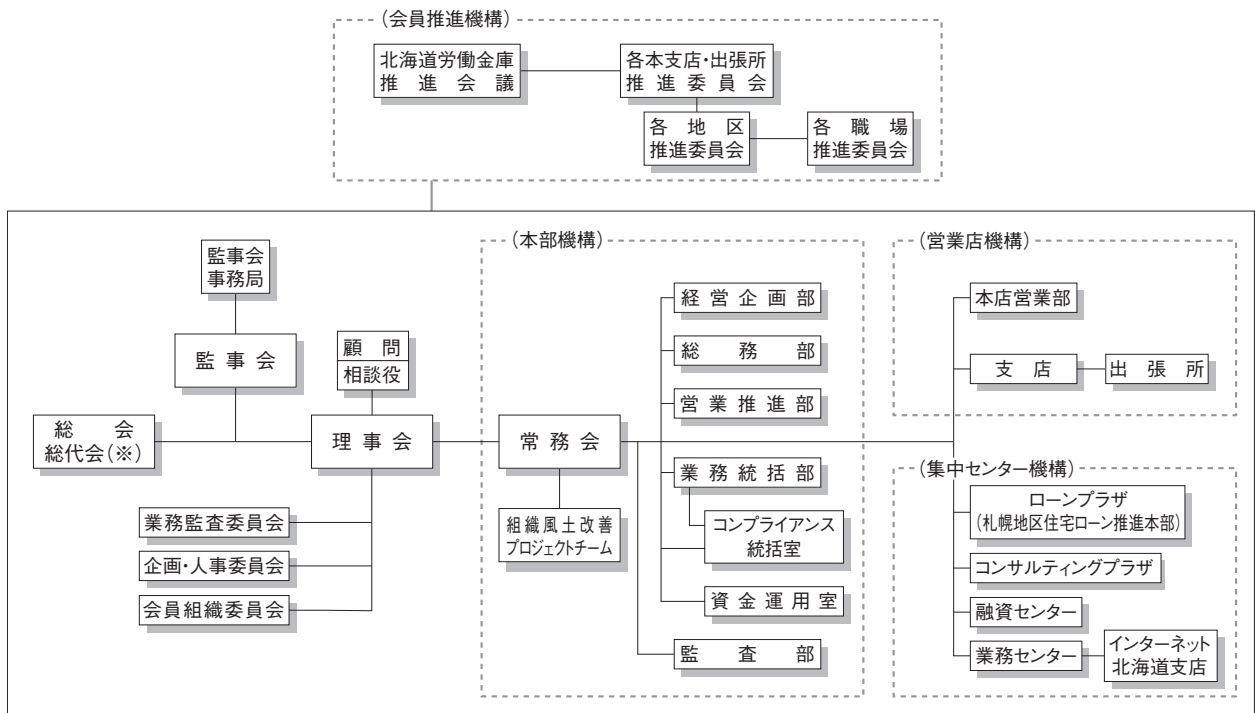 (会員推進機構)
北海道労働金庫
推進会議
各本支店・出張所
推進委員会
各地区
推進委員会
各職場
推進委員会
監事会
事務局
監事会
顧問
相談役
総会
総代会(※)
理事会
業務監査委員会
企画・人事委員会
会員組織委員会
(本部機構)
常務会
組織風土改善
プロジェクトチーム
経営企画部
総務部
営業推進部
業務統括部
コンプライアンス
統括室
資金運用室
監査部
(営業店機構)
本店営業部
支店
出張所
(集中センター機構)
ローンプラザ
(札幌地区住宅ローン推進本部)
コンサルティングプラザ
融資センター
業務センター
インターネット
北海道支店